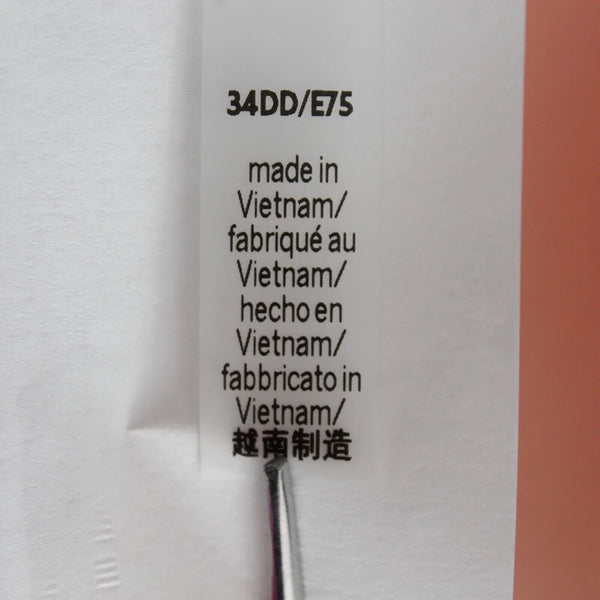 34DD/E75
made in
Vietnam/
fabriqué au
Vietnam/
hecho en
Vietnam/
fabbricato in
Vietnam/
越南制造